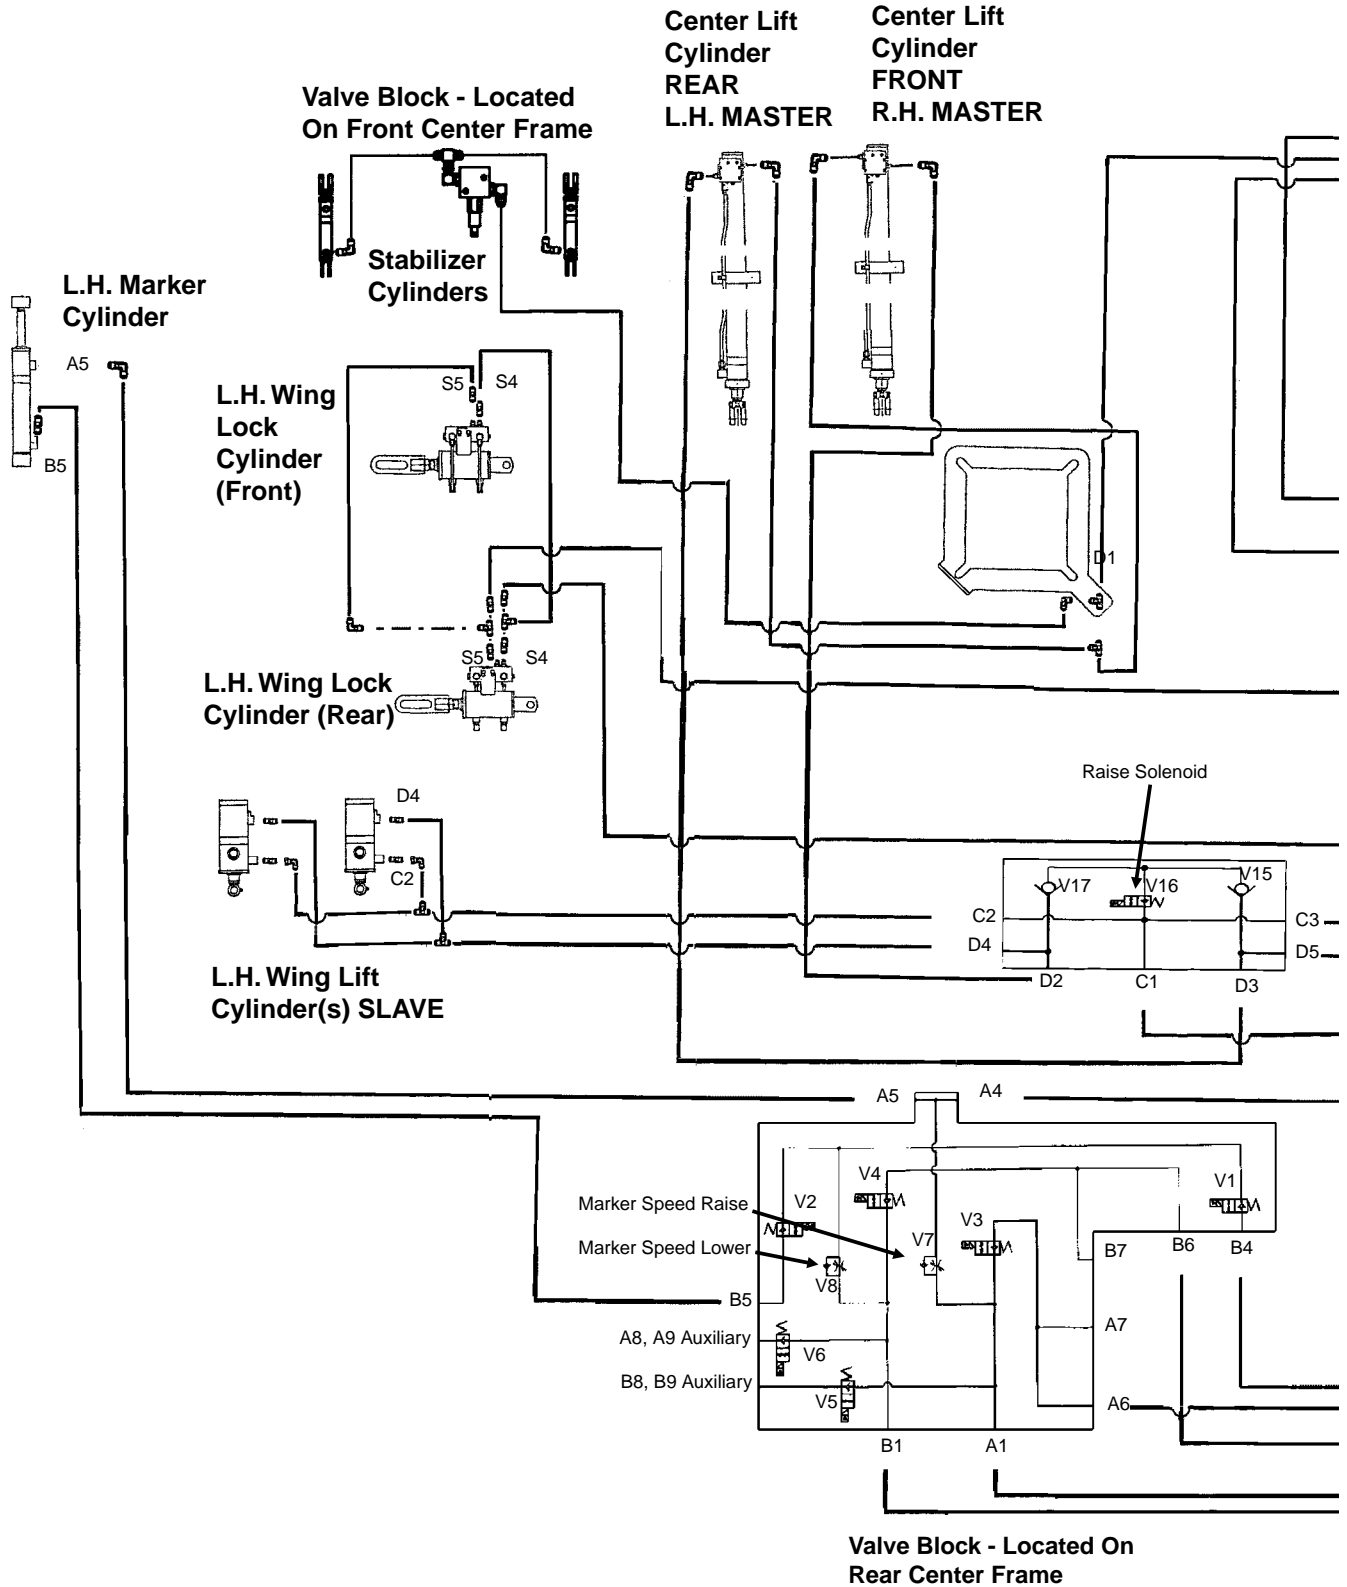 Center Lift
Cylinder
REAR
L.H. MASTER
Center Lift
Cylinder
FRONT
R.H. MASTER
Valve Block - Located
On Front Center Frame
Stabilizer
Cylinders
L.H. Marker
Cylinder
A5
B5
L.H. Wing
Lock
Cylinder
(Front)
S5
S4
D1
S5
S4
L.H. Wing Lock
Cylinder (Rear)
Raise Solenoid
D4
C2
V17
V16
V15
C2
C3
D4
D5
D2
C1
D3
L.H. Wing Lift
Cylinder(s) SLAVE
A5
A4
V4
V1
V2
Marker Speed Raise
V3
V7
Marker Speed Lower
B7
B6
B4
V8
B5
A7
A8, A9 Auxiliary
V6
B8, B9 Auxiliary
V5
A6
B1
A1
Valve Block - Located On
Rear Center Frame